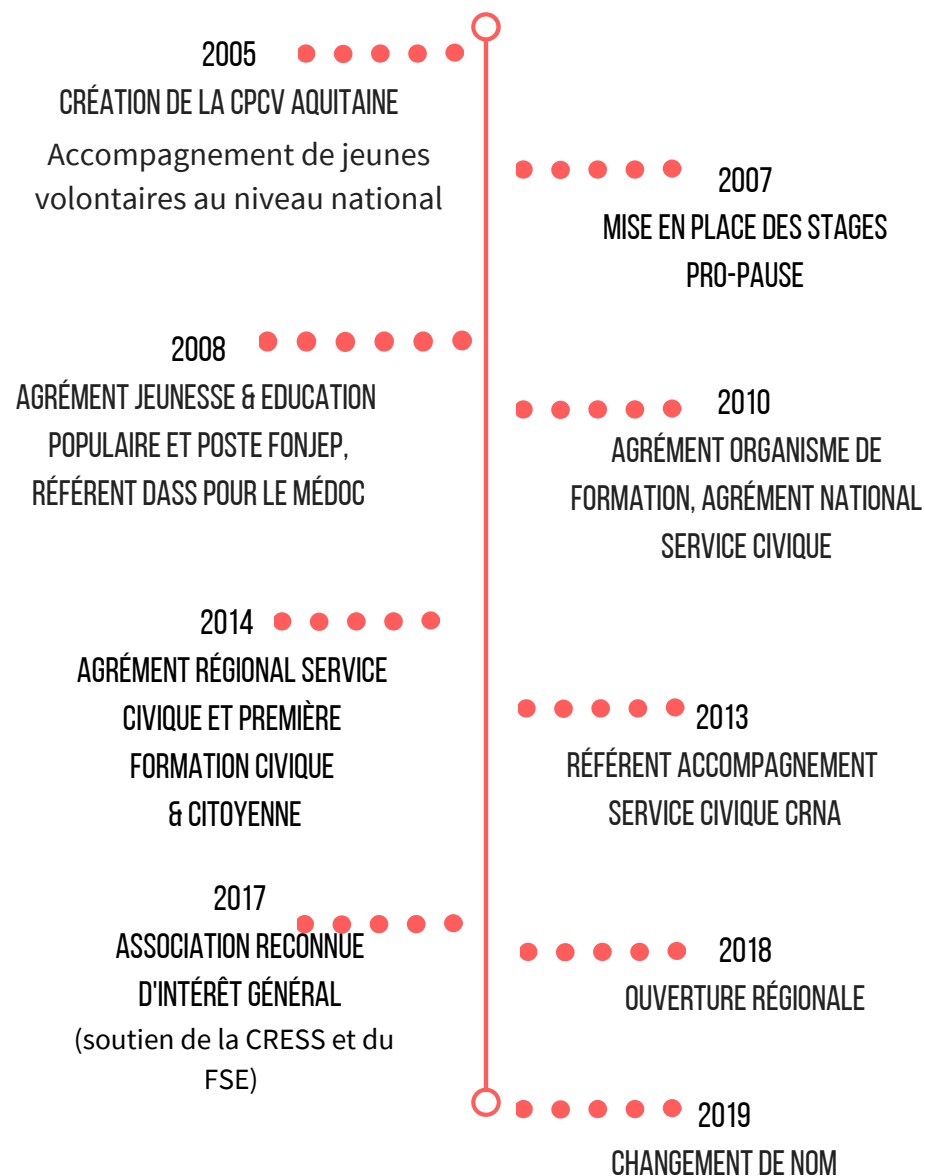 2005
CRÉATION DE LA CPCV AQUITAINE
Accompagnement de jeunes
volontaires au niveau national
2007
MISE EN PLACE DES STAGES
PRO-PAUSE
2008
AGRÉMENT JEUNESSE & EDUCATION
POPULAIRE ET POSTE FONJEP,
RÉFÉRENT DASS POUR LE MÉDOC
2010
AGRÉMENT ORGANISME DE
FORMATION, AGRÉMENT NATIONAL
SERVICE CIVIQUE
2014
AGRÉMENT RÉGIONAL SERVICE
CIVIQUE ET PREMIÈRE
FORMATION CIVIQUE
& CITOYENNE
2013
RÉFÉRENT ACCOMPAGNEMENT
SERVICE CIVIQUE CRNA
2017
ASSOCIATION RECONNUE
D'INTÉRÊT GÉNÉRAL
(soutien de la CRESS et du
FSE)
2018
OUVERTURE RÉGIONALE
2019
CHANGEMENT DE NOM